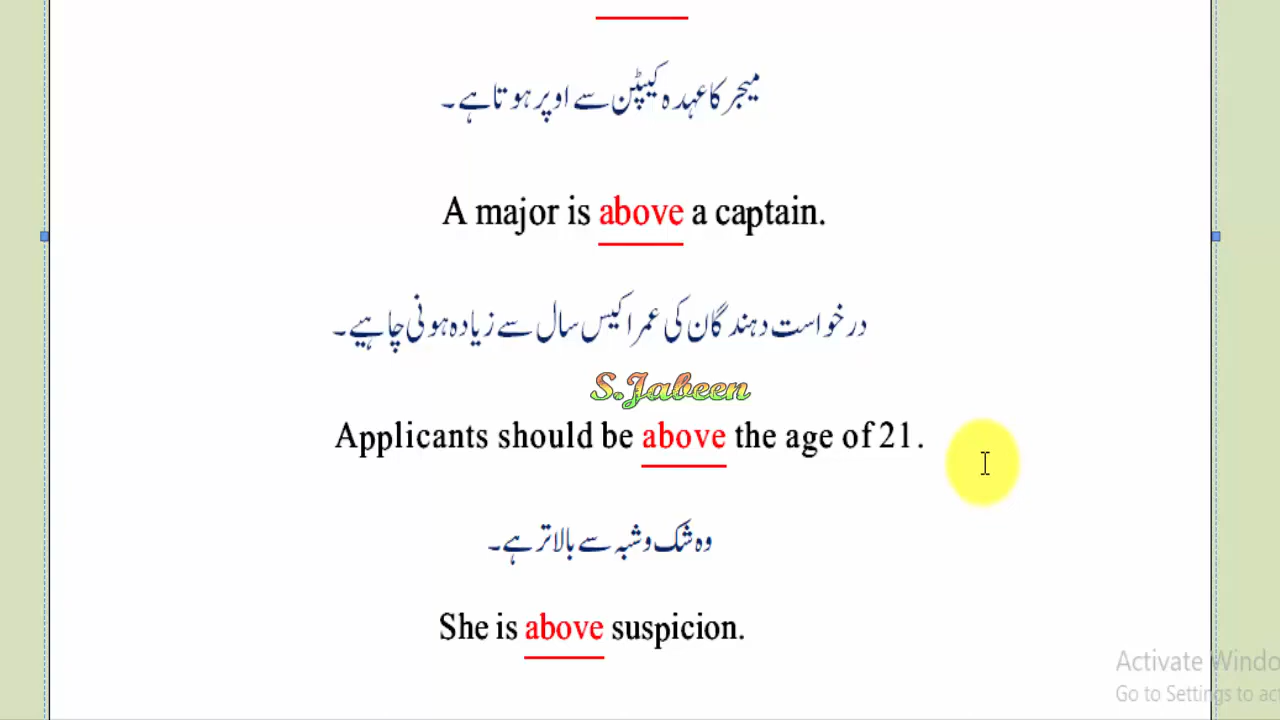 میجر کا عہدہ کیپٹن سے اوپر ہوتا ہے۔
A major is above a captain.
درخواست دہندگان کی عمر اکیس سال سے زیادہ ہونی چاہیے۔
S.Jabeen
Applicants should be above the age of 21.
وہ شک و شبہ سے بالاتر ہے۔
She is above suspicion.
Activate Windo
Go to Settings to act